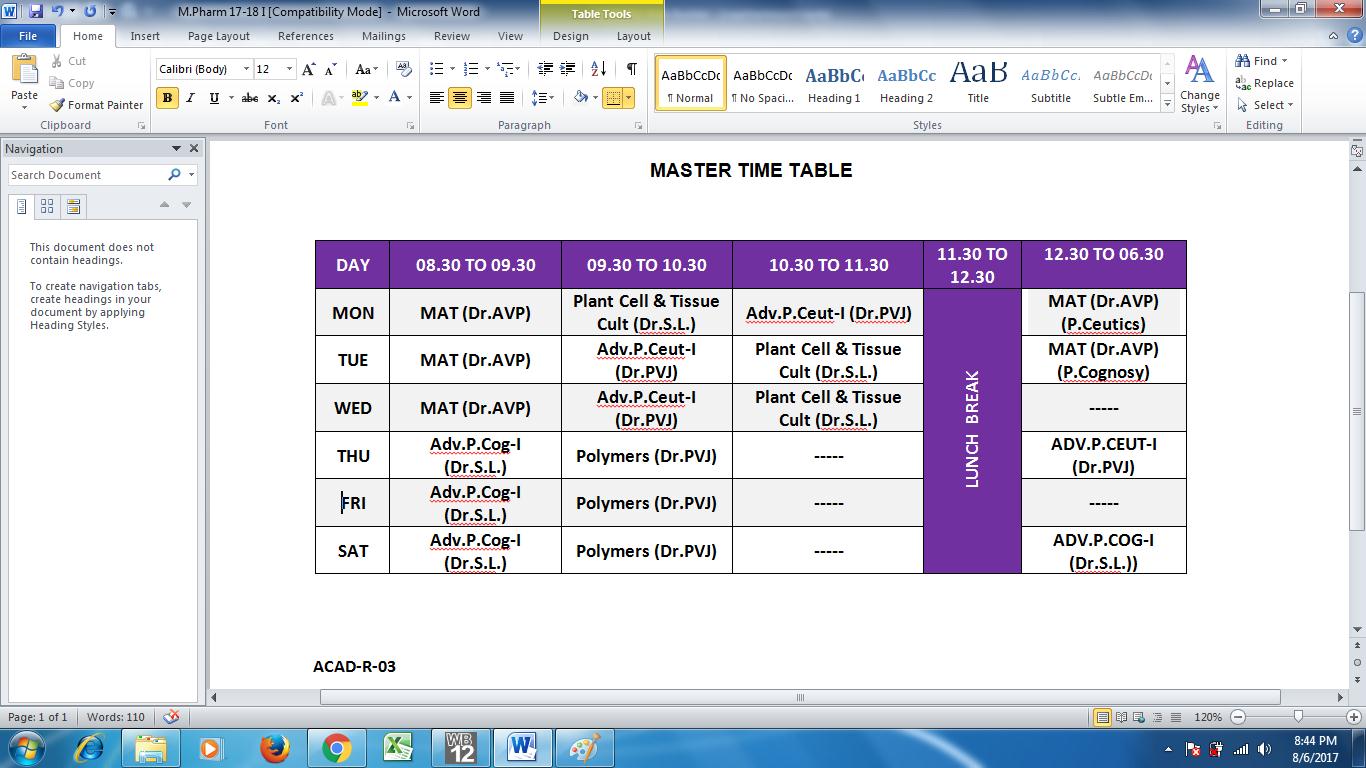 M.Pharm 17-18 I [Compatibility Mode] - Microsoft Word
Table Tools
File Home Insert Page Layout References Mailings Review View Design Layout
Paste
Cut
Copy
Format Painter
Clipboard
Calibri (Body) 12
Font
Paragraph
AaBbCcDc AaBbCcDc AaBbCc AaBbCc AaB AaBbCc. AaBbCcDc
¶ Normal ¶ No Spaci... Heading 1 Heading 2 Title Subtitle Subtle Em...
Styles
Change
Styles
Find
Replace
Select
Editing
Navigation
Search Document
This document does not
contain headings.
To create navigation tabs,
create headings in your
document by applying
Heading Styles.
MASTER TIME TABLE
DAY 08.30 TO 09.30 09.30 TO 10.30 10.30 TO 11.30 11.30 TO 12.30 12.30 TO 06.30
MON MAT (Dr.AVP) Plant Cell & Tissue Cult (Dr.S.L.) Adv.P.Ceut-I (Dr.PVJ) MAT (Dr.AVP) (P.Ceutics)
TUE MAT (Dr.AVP) Adv.P.Ceut-I (Dr.PVJ) Plant Cell & Tissue Cult (Dr.S.L.) MAT (Dr.AVP) (P.Cognosy)
WED MAT (Dr.AVP) Adv.P.Ceut-I (Dr.PVJ) Plant Cell & Tissue Cult (Dr.S.L.) -----
THU Adv.P.Cog-I (Dr.S.L.) Polymers (Dr.PVJ) ----- ADV.P.CEUT-I (Dr.PVJ)
FRI Adv.P.Cog-I (Dr.S.L.) Polymers (Dr.PVJ) ----- -----
SAT Adv.P.Cog-I (Dr.S.L.) Polymers (Dr.PVJ) ----- ADV.P.COG-I (Dr.S.L.))
LUNCH BREAK
ACAD-R-03
Page: 1 of 1 Words: 110 120%
WB
12
8:44 PM
8/6/2017